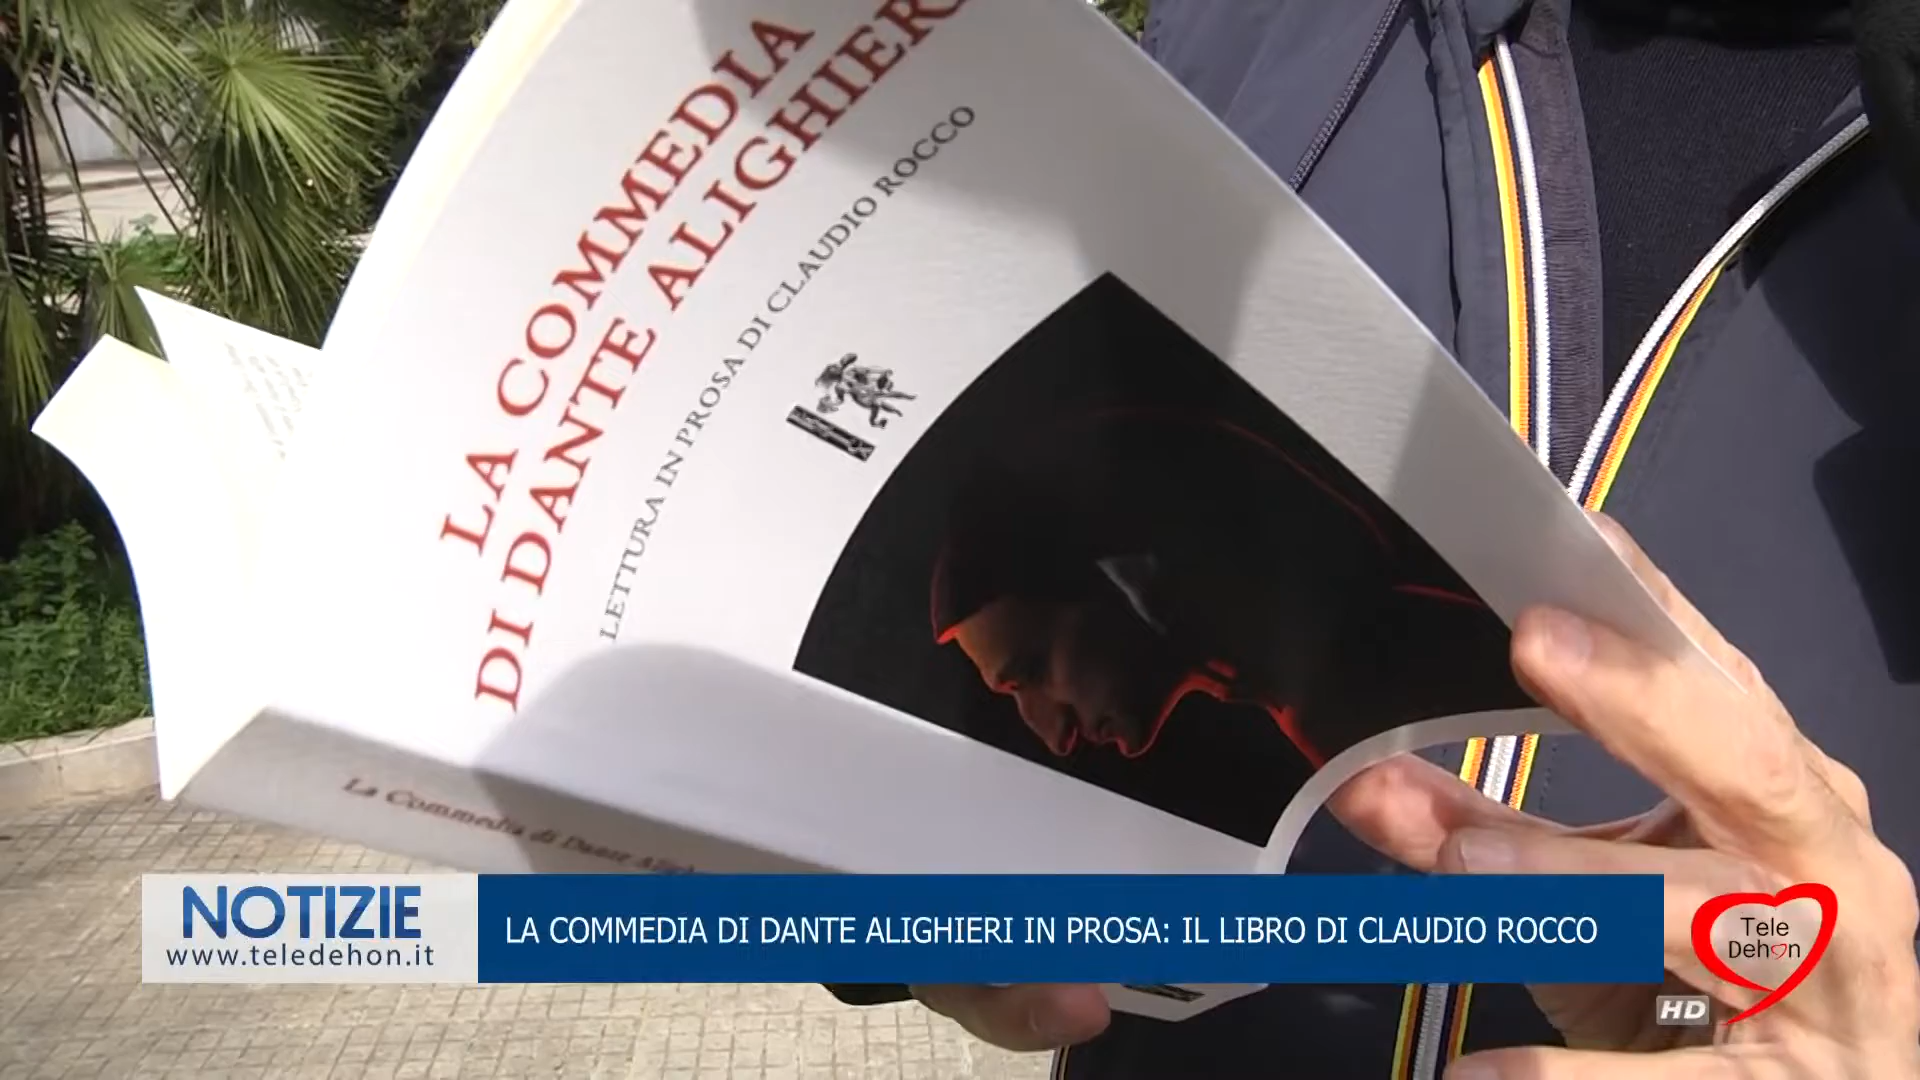 LA COMMEDIA
DI DANTE ALIGHIERI
LETTURA IN PROSA DI CLAUDIO ROCCO
La Commedia di Dante
NOTIZIE
www.teledehon.it
LA COMMEDIA DI DANTE ALIGHIERI IN PROSA: IL LIBRO DI CLAUDIO ROCCO
Tele
Dehon
HD